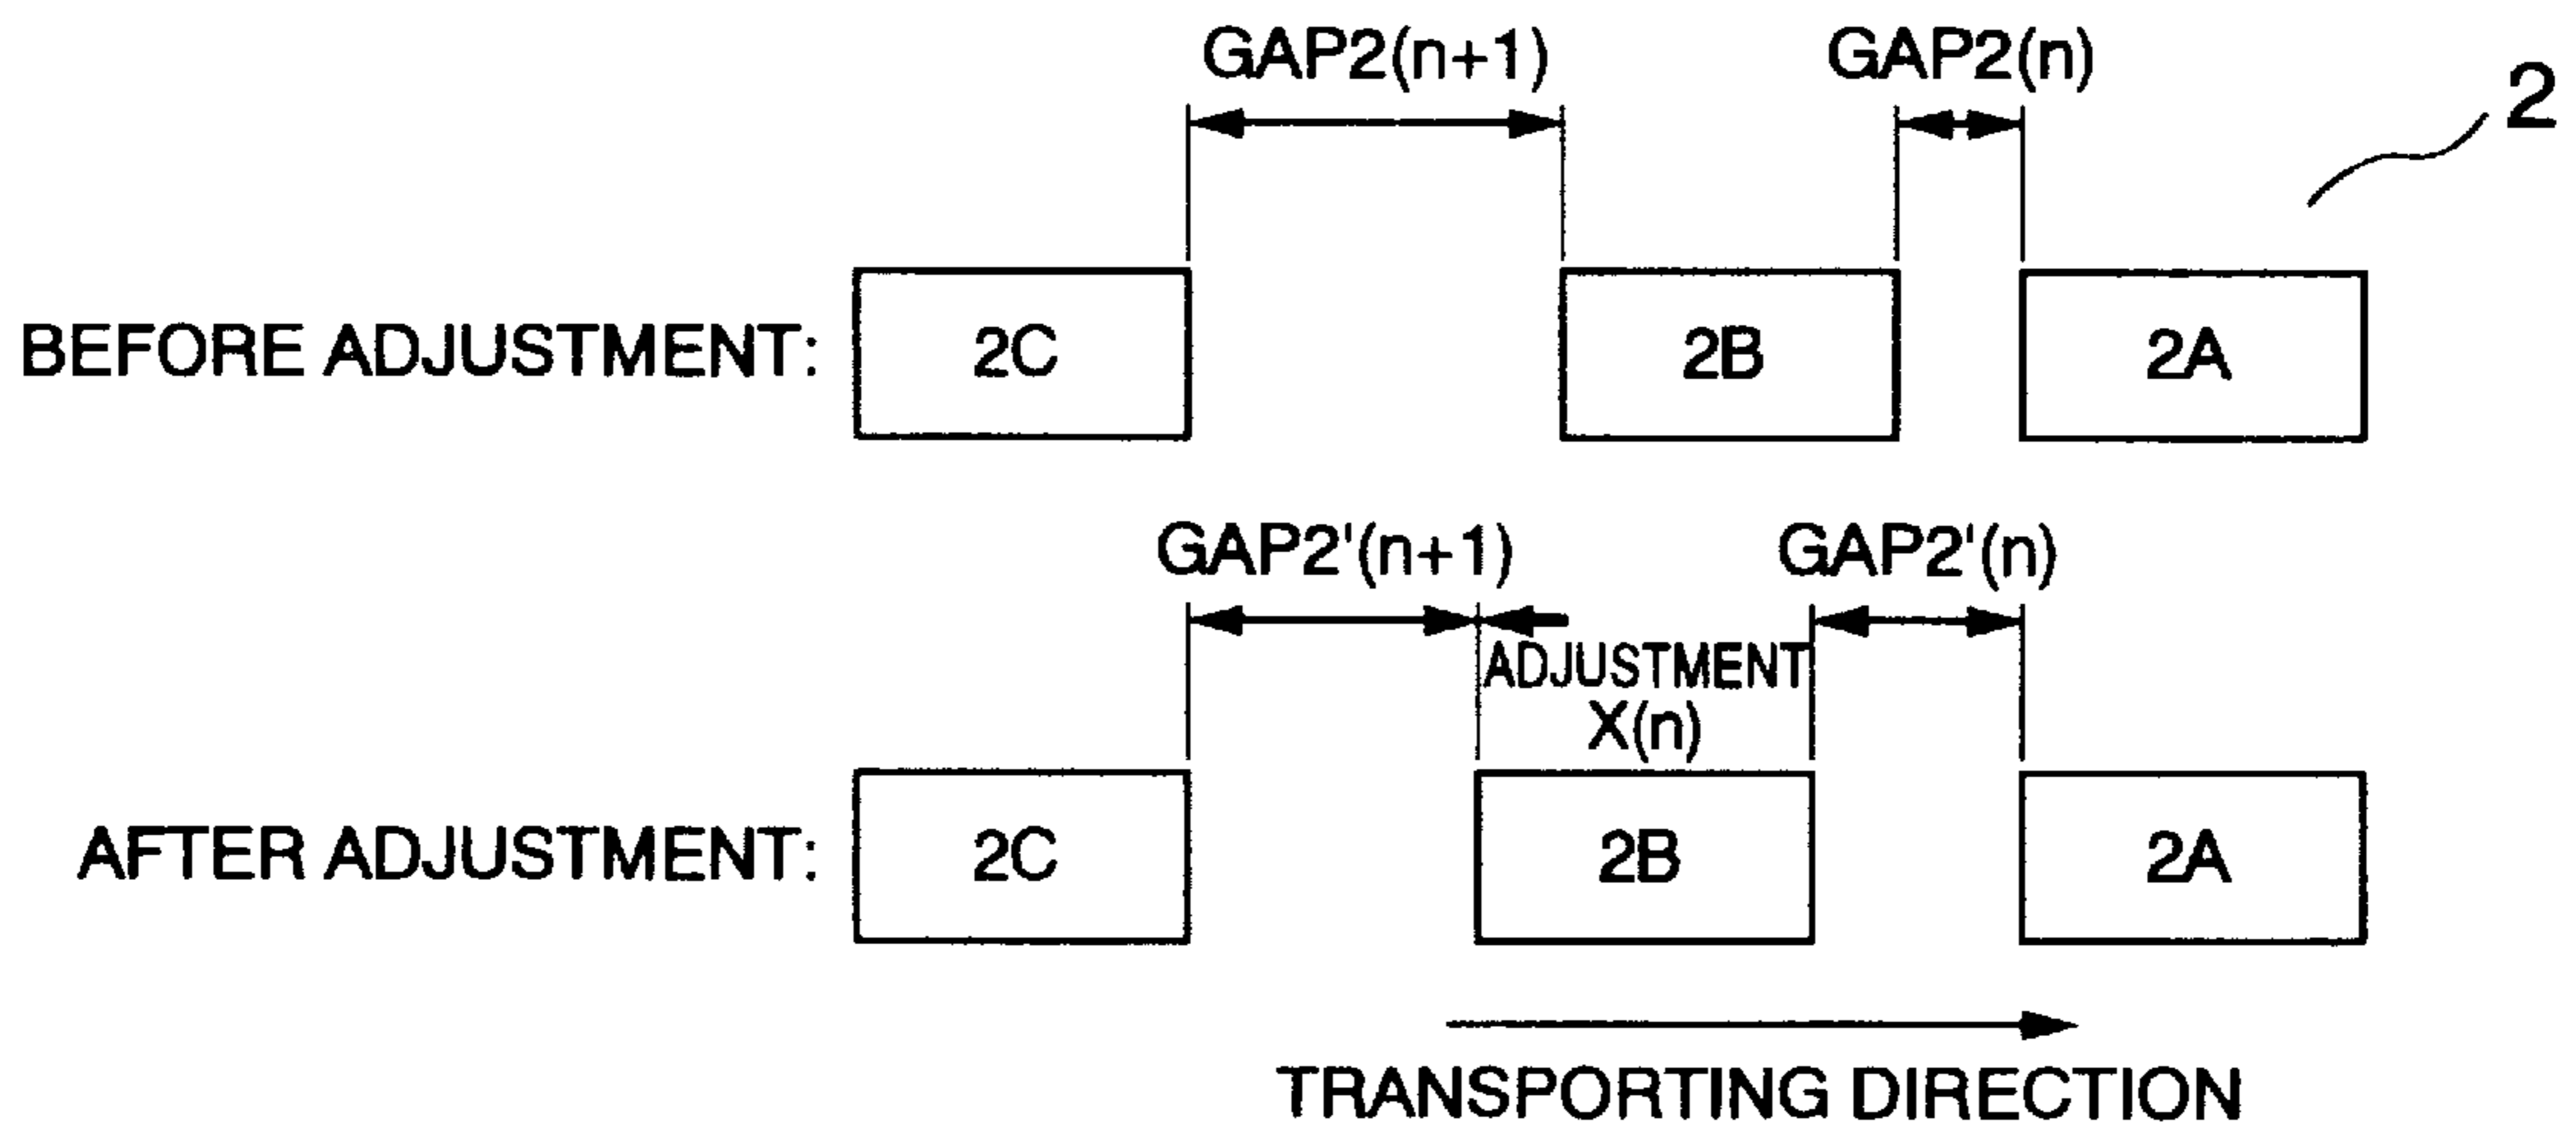 GAP2(n+1) GAP2(n)
2
BEFORE ADJUSTMENT: 2C 2B 2A
GAP2'(n+1) GAP2'(n)
ADJUSTMENT
X(n)
AFTER ADJUSTMENT: 2C 2B 2A
TRANSPORTING DIRECTION